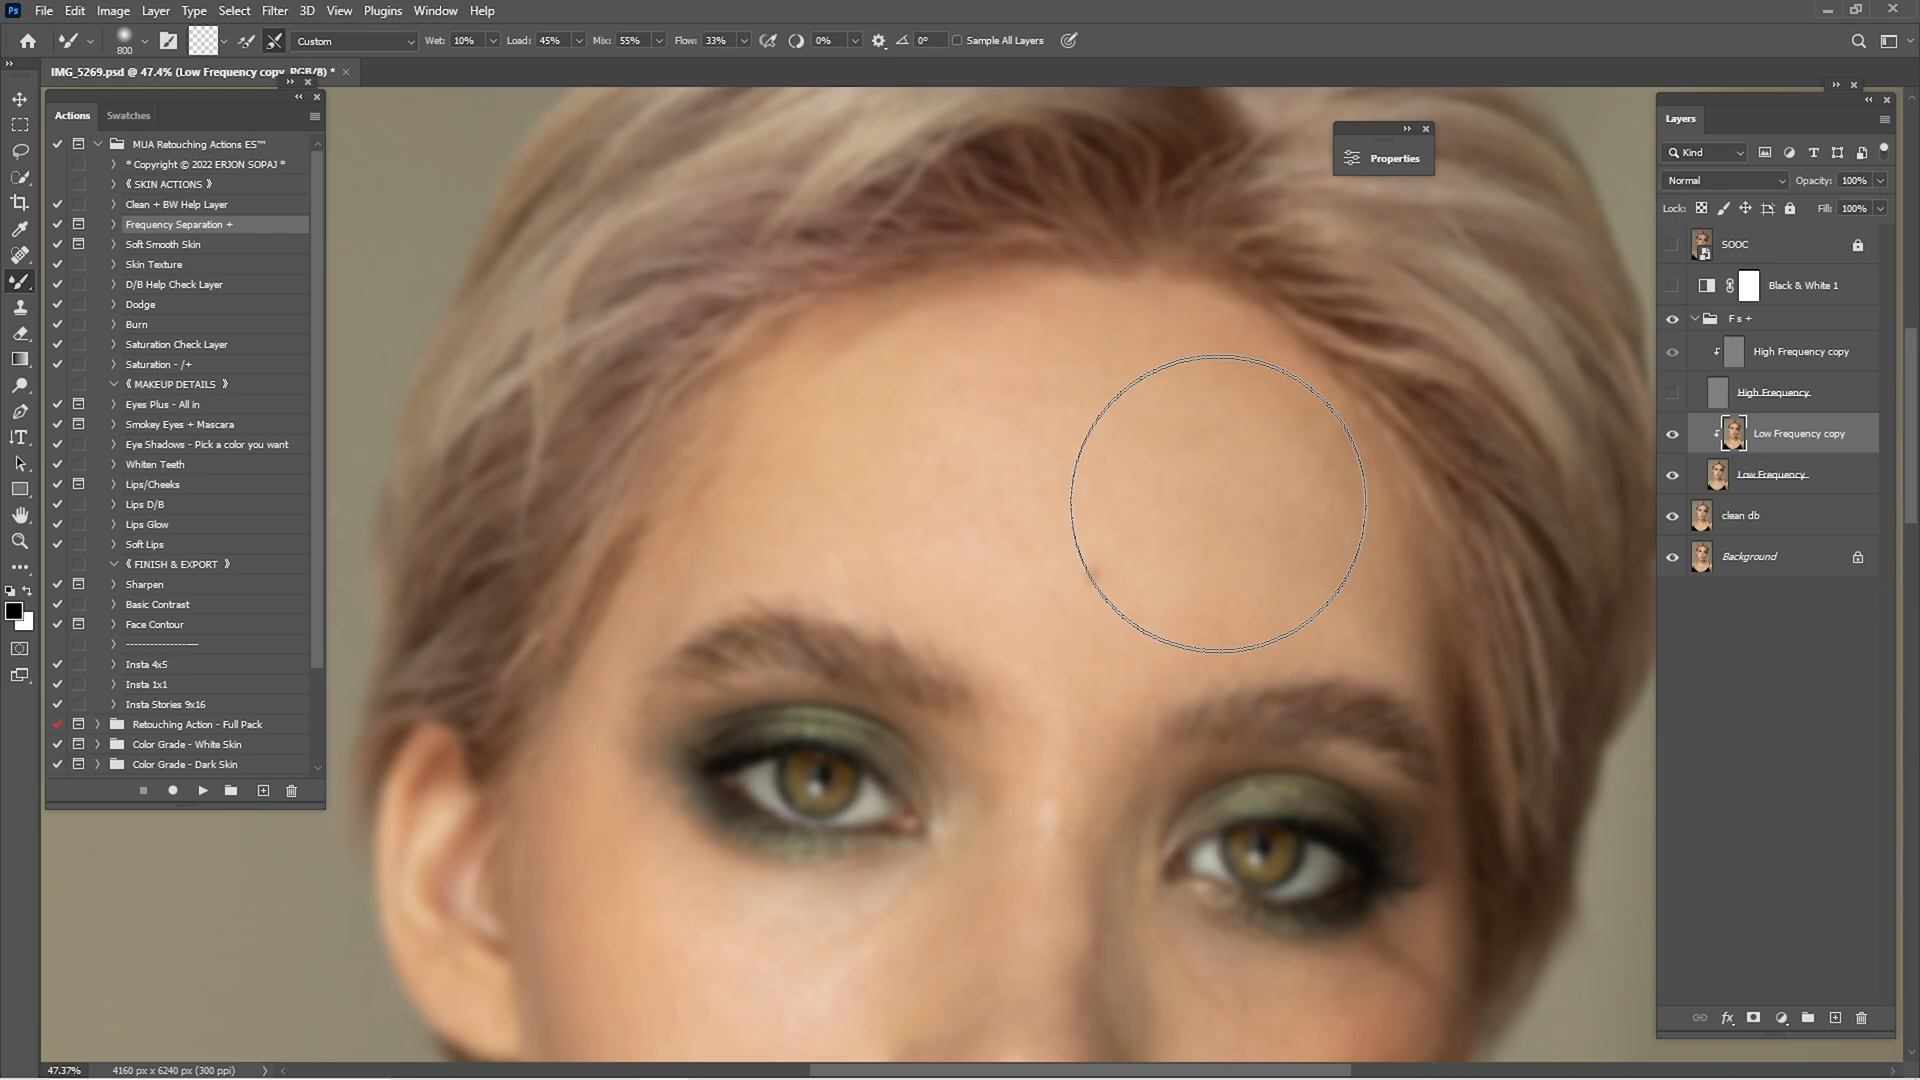 Ps File Edit Image Layer Type Select Filter 3D View Plugins Window Help
800 Custom Wet: 10% Load: 45% Mix: 55% Flow: 33% 0% 0° Sample All Layers
IMG_5269.psd @ 47.4% (Low Frequency copy, RGB/8) *
Actions Swatches
MUA Retouching Actions ES™
* Copyright © 2022 ERJON SOPAJ *
《 SKIN ACTIONS 》
Clean + BW Help Layer
Frequency Separation +
Soft Smooth Skin
Skin Texture
D/B Help Check Layer
Dodge
Burn
Saturation Check Layer
Saturation - /+
《 MAKEUP DETAILS 》
Eyes Plus - All in
Smokey Eyes + Mascara
Eye Shadows - Pick a color you want
Whiten Teeth
Lips/Cheeks
Lips D/B
Lips Glow
Soft Lips
《 FINISH & EXPORT 》
Sharpen
Basic Contrast
Face Contour
--------------------
Insta 4x5
Insta 1x1
Insta Stories 9x16
Retouching Action - Full Pack
Color Grade - White Skin
Color Grade - Dark Skin
Properties
Layers
Kind
Normal Opacity: 100%
Lock: Fill: 100%
SOOC
Black & White 1
F s +
High Frequency copy
High Frequency
Low Frequency copy
Low Frequency
clean db
Background
fx
47.37% 4160 px x 6240 px (300 ppi)